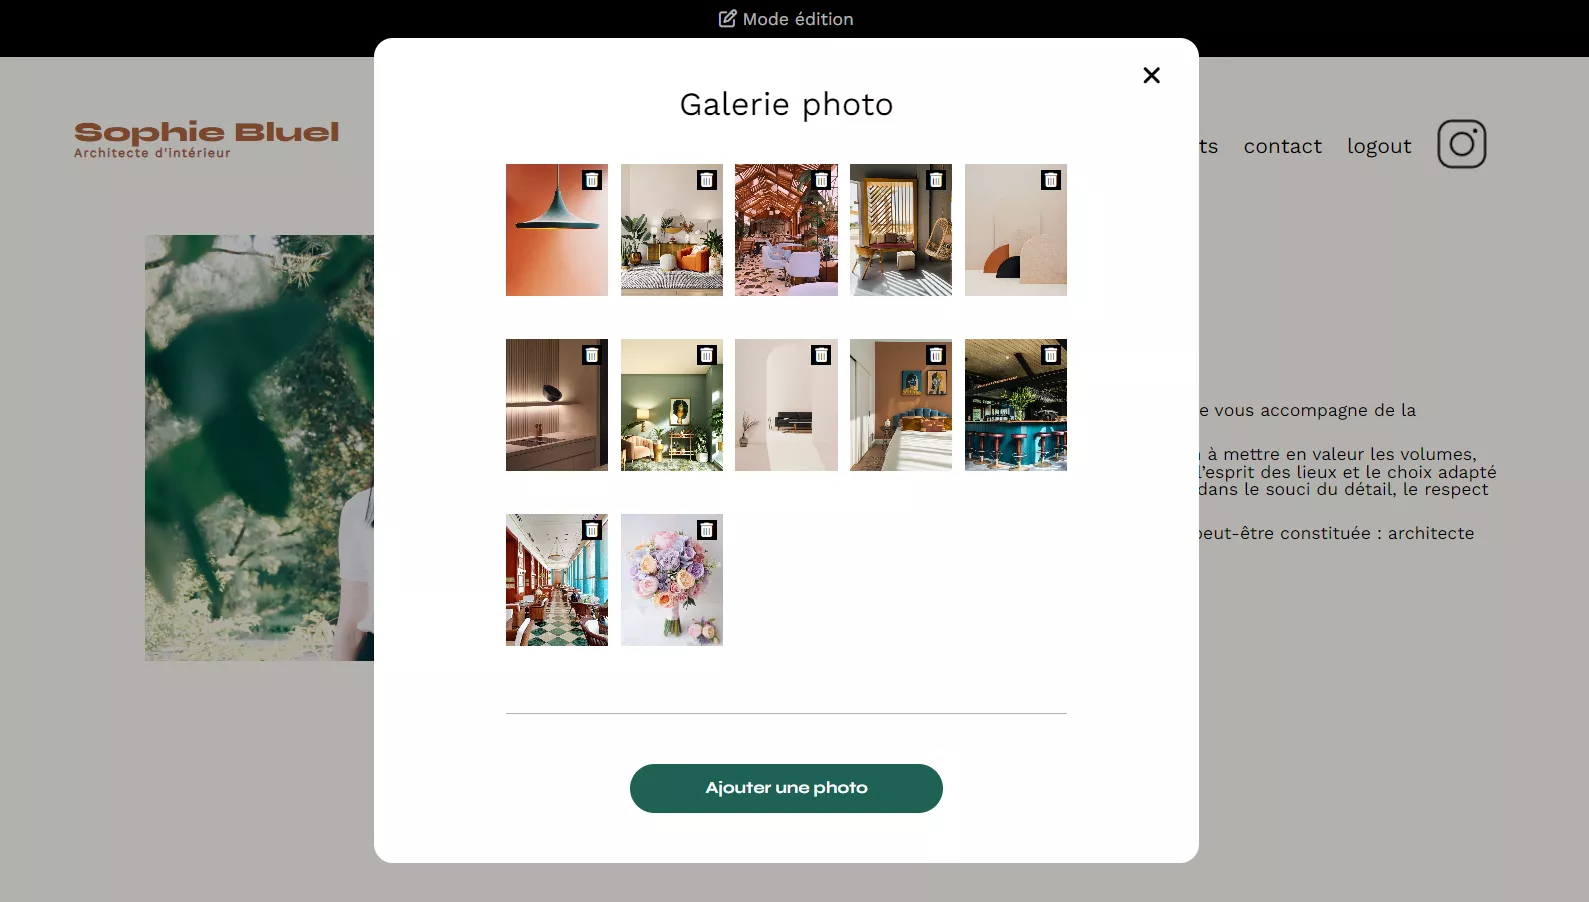 Mode édition
Galerie photo
Sophie Bluel
Architecte d'intérieur
ts contact logout
e vous accompagne de la
à mettre en valeur les volumes,
l'esprit des lieux et le choix adapté
dans le souci du détail, le respect
peut-être constituée : architecte
Ajouter une photo